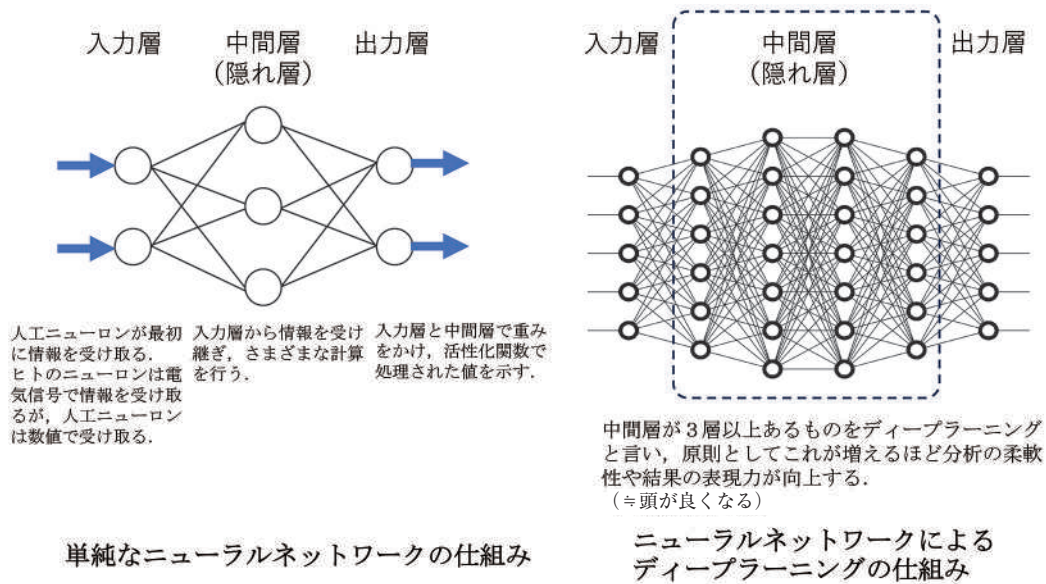 入力層
中間層
(隠れ層)
出力層
人工ニューロンが最初
に情報を受け取る.
ヒトのニューロンは電
気信号で情報を受け取
るが，人工ニューロン
は数値で受け取る.
入力層から情報を受け
継ぎ，さまざまな計算
を行う.
入力層と中間層で重み
をかけ，活性化関数で
処理された値を示す.
単純なニューラルネットワークの仕組み
入力層
中間層
(隠れ層)
出力層
中間層が３層以上あるものをディープラーニング
と言い，原則としてこれが増えるほど分析の柔軟
性や結果の表現力が向上する.
（≒頭が良くなる）
ニューラルネットワークによる
ディープラーニングの仕組み